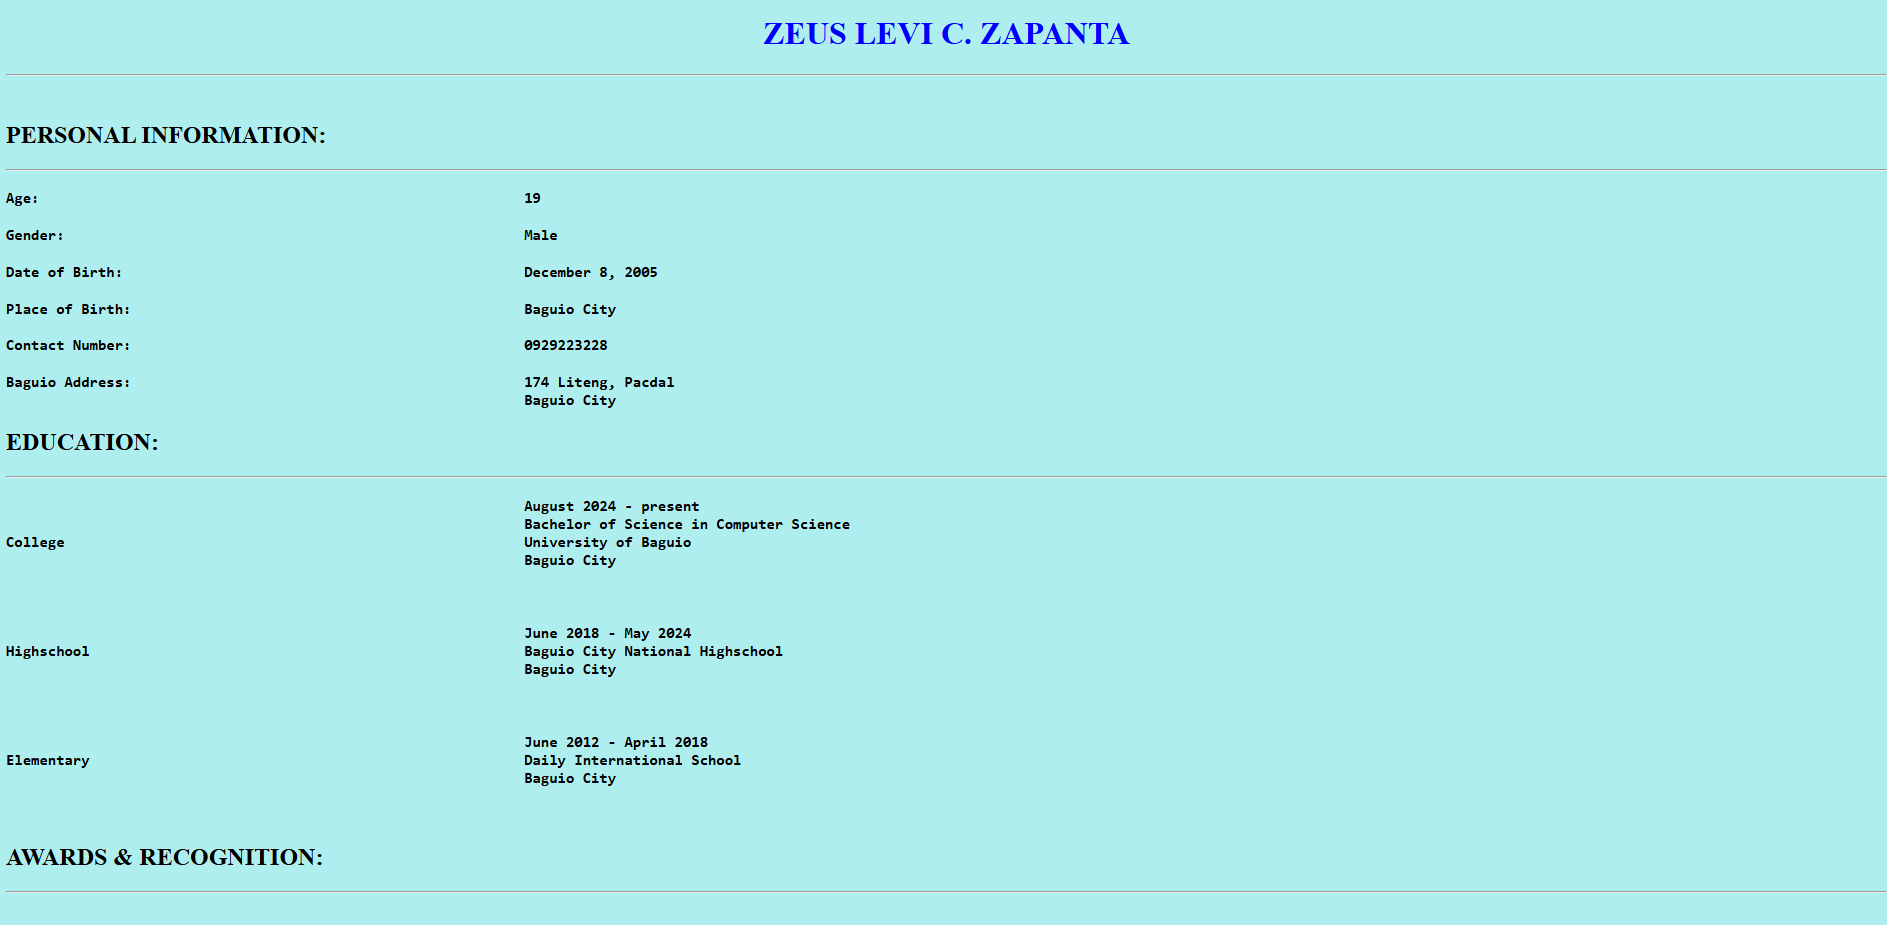 ZEUS LEVI C. ZAPANTA
PERSONAL INFORMATION:
Age: 19
Gender: Male
Date of Birth: December 8, 2005
Place of Birth: Baguio City
Contact Number: 0929223228
Baguio Address: 174 Liteng, Pacdal
Baguio City
EDUCATION:
August 2024 - present
Bachelor of Science in Computer Science
College University of Baguio
Baguio City
June 2018 - May 2024
Highschool Baguio City National Highschool
Baguio City
June 2012 - April 2018
Elementary Daily International School
Baguio City
AWARDS & RECOGNITION: